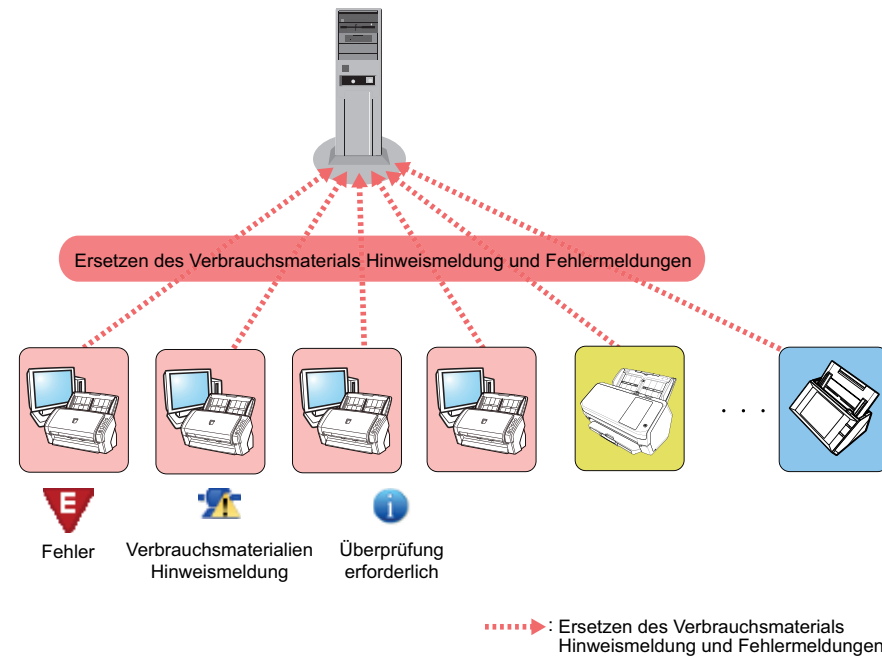 Ersetzen des Verbrauchsmaterials Hinweismeldung und Fehlermeldungen
. . .
E
i
Fehler
Verbrauchsmaterialien
Hinweismeldung
Überprüfung
erforderlich
: Ersetzen des Verbrauchsmaterials
Hinweismeldung und Fehlermeldungen